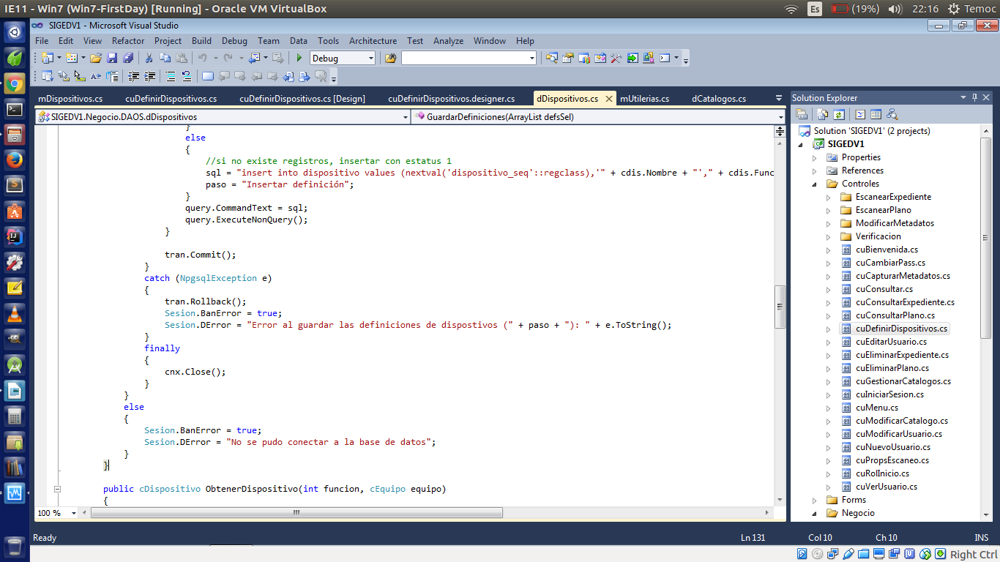 IE11 - Win7 (Win7-FirstDay) [Running] - Oracle VM VirtualBox
Es (19%) 22:16 Temoc
SIGEDV1 - Microsoft Visual Studio
File Edit View Refactor Project Build Debug Team Data Tools Architecture Test Analyze Window Help
Debug
mDispositivos.cs cuDefinirDispositivos.cs cuDefinirDispositivos.cs [Design] cuDefinirDispositivos.designer.cs dDispositivos.cs mUtilerias.cs dCatalogos.cs
SIGEDV1.Negocio.DAOS.dDispositivos GuardarDefiniciones(ArrayList defsSel)
}
else
{
//si no existe registros, insertar con estatus 1
sql = "insert into dispositivo values (nextval('dispositivo_seq'::regclass),'" + cdis.Nombre + "'," + cdis.Func
paso = "Insertar definición";
}
query.CommandText = sql;
query.ExecuteNonQuery();
}
tran.Commit();
}
catch (NpgsqlException e)
{
tran.Rollback();
Sesion.BanError = true;
Sesion.DError = "Error al guardar las definiciones de dispostivos (" + paso + "): " + e.ToString();
}
finally
{
cnx.Close();
}
}
else
{
Sesion.BanError = true;
Sesion.DError = "No se pudo conectar a la base de datos";
}
}
public cDispositivo ObtenerDispositivo(int funcion, cEquipo equipo)
{
100 %
Solution Explorer
Solution 'SIGEDV1' (2 projects)
SIGEDV1
Properties
References
Controles
EscanearExpediente
EscanearPlano
ModificarMetadatos
Verificacion
cuBienvenida.cs
cuCambiarPass.cs
cuCapturarMetadatos.cs
cuConsultar.cs
cuConsultarExpediente.cs
cuConsultarPlano.cs
cuDefinirDispositivos.cs
cuEditarUsuario.cs
cuEliminarExpediente.cs
cuEliminarPlano.cs
cuGestionarCatalogos.cs
cuIniciarSesion.cs
cuMenu.cs
cuModificarCatalogo.cs
cuModificarUsuario.cs
cuNuevoUsuario.cs
cuPropsEscaneo.cs
cuRolInicio.cs
cuVerUsuario.cs
Forms
Negocio
Ready Ln 131 Col 10 Ch 10 INS
Right Ctrl